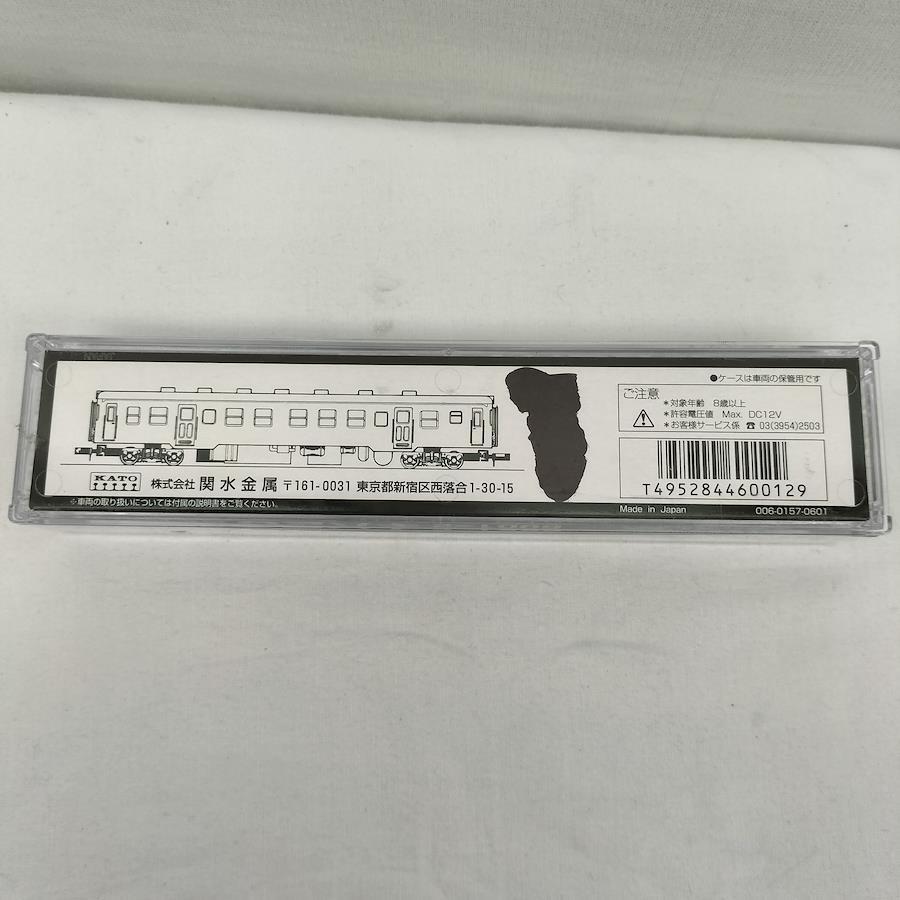 JAPAN
●ケースは車両の保管用です
ご注意
＊対象年齢 8歳以上
＊許容電圧値 Max. DC12V
＊お客様サービス係 ☎ 03(3954)2503
KATO
株式会社 関水金属 〒161-0031 東京都新宿区西落合1-30-15
※車両の取り扱いについては付属の説明書をご覧ください。
T4952844600129
Made in Japan
006-0157-0601